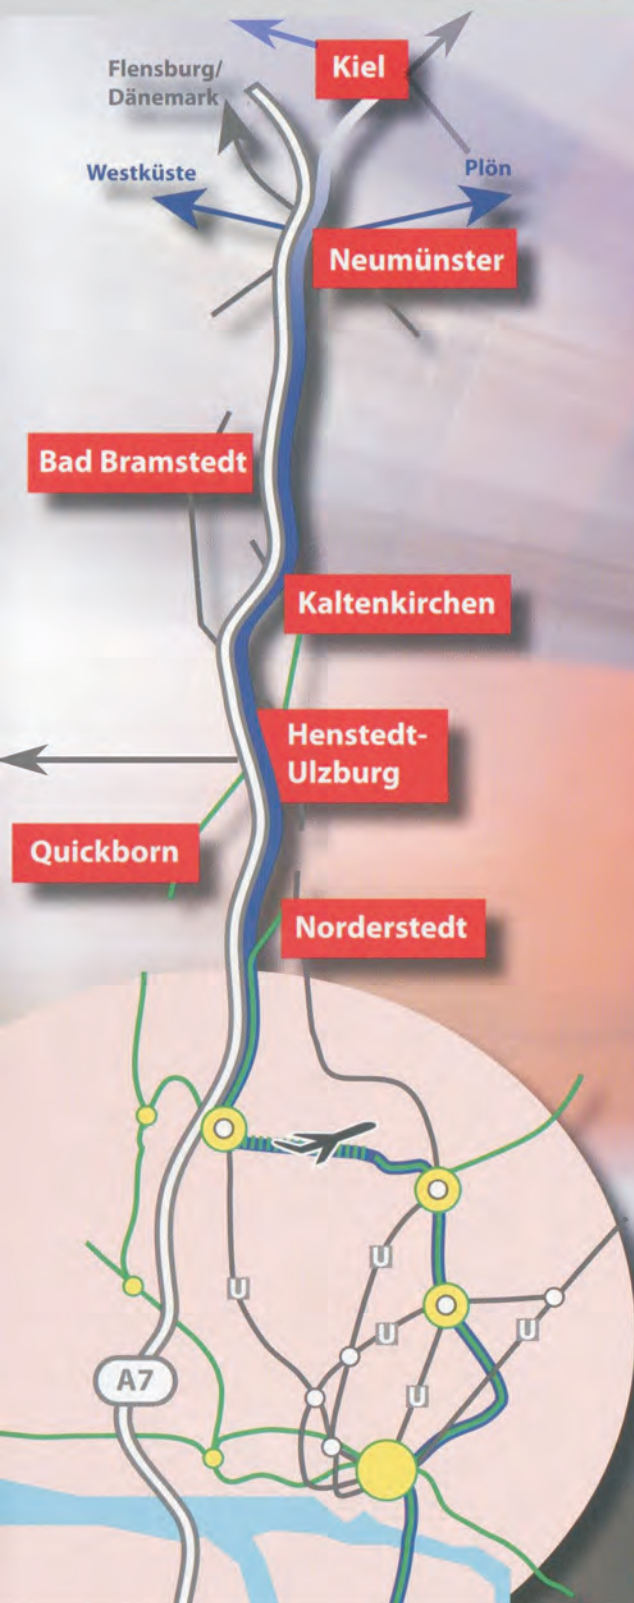 Kiel
Flensburg/
Dänemark
Westküste
Plön
Neumünster
Bad Bramstedt
Kaltenkirchen
Henstedt-
Ulzburg
Quickborn
Norderstedt
U
U
U
U
U
A7